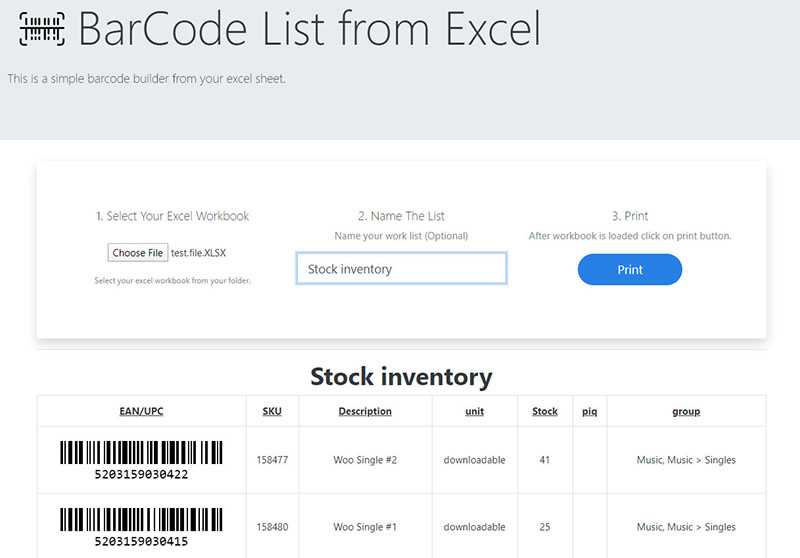 BarCode List from Excel
This is a simple barcode builder from your excel sheet.
1. Select Your Excel Workbook
Choose File test.file.XLSX
Select your excel workbook from your folder.
2. Name The List
Name your work list (Optional)
Stock inventory
3. Print
After workbook is loaded click on print button.
Print
Stock inventory
EAN/UPC SKU Description unit Stock piq group
5203159030422 158477 Woo Single #2 downloadable 41 Music, Music > Singles
5203159030415 158480 Woo Single #1 downloadable 25 Music, Music > Singles